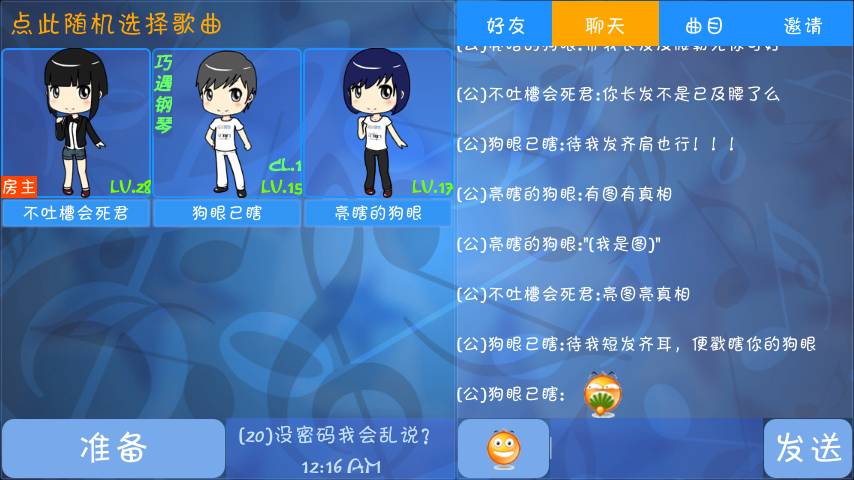 点此随机选择歌曲
好友
聊天
曲目
邀请
巧遇钢琴
CL.1
房主
LV.28
LV.15
LV.17
不吐槽会死君
狗眼已瞎
亮瞎的狗眼
(公)不吐槽会死君:你长发不是已及腰了么
(公)狗眼已瞎:待我发齐肩也行！！！
(公)亮瞎的狗眼:有图有真相
(公)亮瞎的狗眼:"(我是图)"
(公)不吐槽会死君:亮图亮真相
(公)狗眼已瞎:待我短发齐耳，便戳瞎你的狗眼
(公)狗眼已瞎:
准备
(20)没密码我会乱说?
12:16 AM
发送